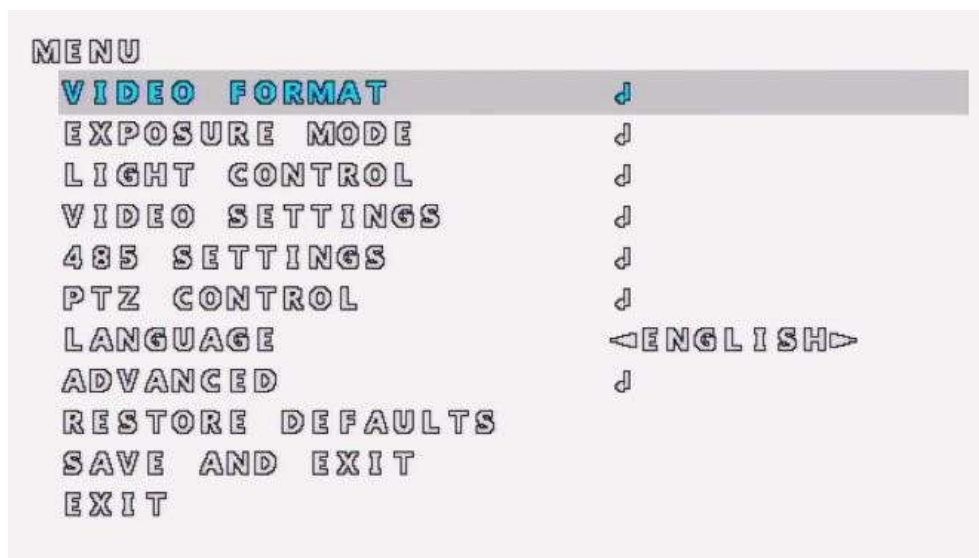 MENU
VIDEO FORMAT
EXPOSURE MODE
LIGHT CONTROL
VIDEO SETTINGS
485 SETTINGS
PTZ CONTROL
LANGUAGE ENGLISH
ADVANCED
RESTORE DEFAULTS
SAVE AND EXIT
EXIT